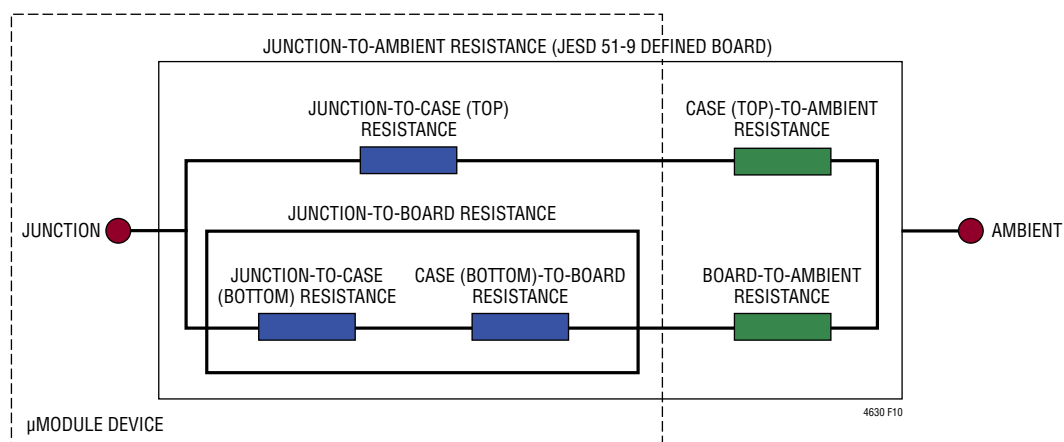 JUNCTION-TO-AMBIENT RESISTANCE (JESD 51-9 DEFINED BOARD)
JUNCTION-TO-CASE (TOP)
RESISTANCE
CASE (TOP)-TO-AMBIENT
RESISTANCE
JUNCTION-TO-BOARD RESISTANCE
JUNCTION
AMBIENT
JUNCTION-TO-CASE
(BOTTOM) RESISTANCE
CASE (BOTTOM)-TO-BOARD
RESISTANCE
BOARD-TO-AMBIENT
RESISTANCE
4630 F10
µMODULE DEVICE